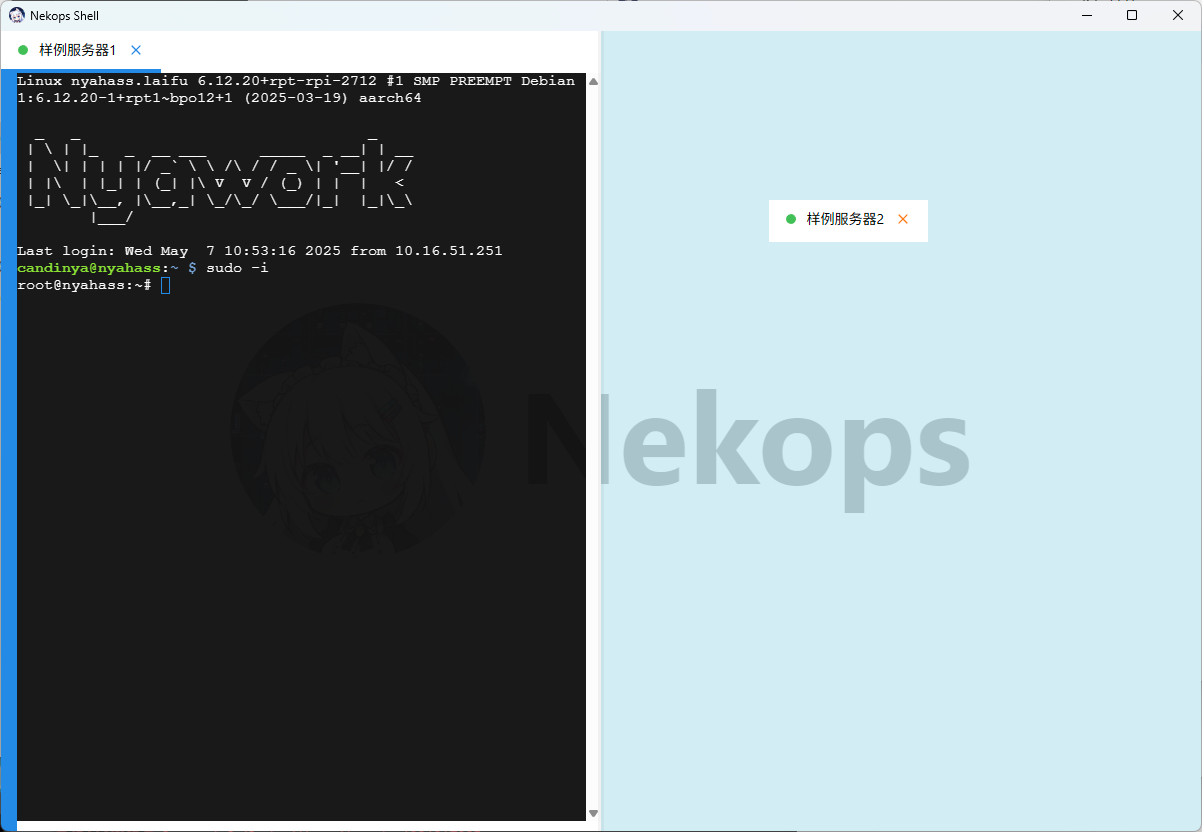 Nekops Shell
样例服务器1
Linux nyahass.laifu 6.12.20+rpt-rpi-2712 #1 SMP PREEMPT Debian
1:6.12.20-1+rpt1~bpo12+1 (2025-03-19) aarch64
Nyawork
Last login: Wed May  7 10:53:16 2025 from 10.16.51.251
candinya@nyahass:~ $ sudo -i
root@nyahass:~#
样例服务器2
Nekops